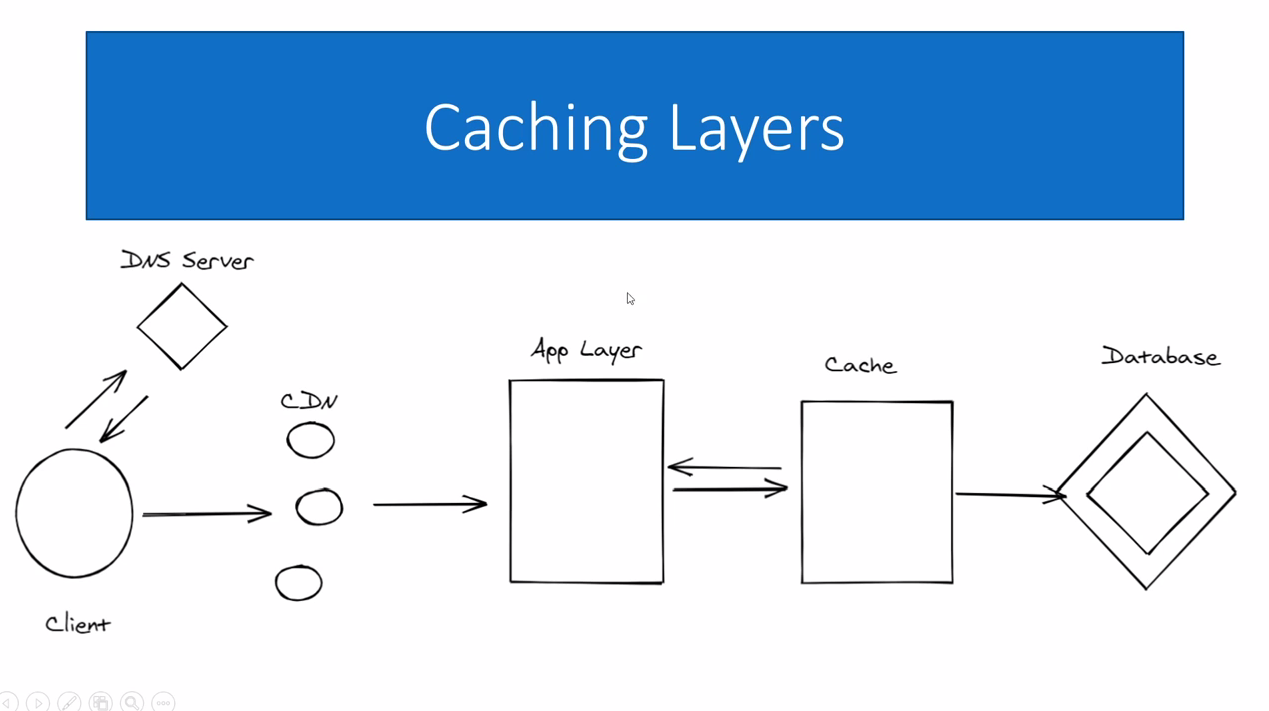 Caching Layers
DNS Server
CDN
App Layer
Cache
Database
Client